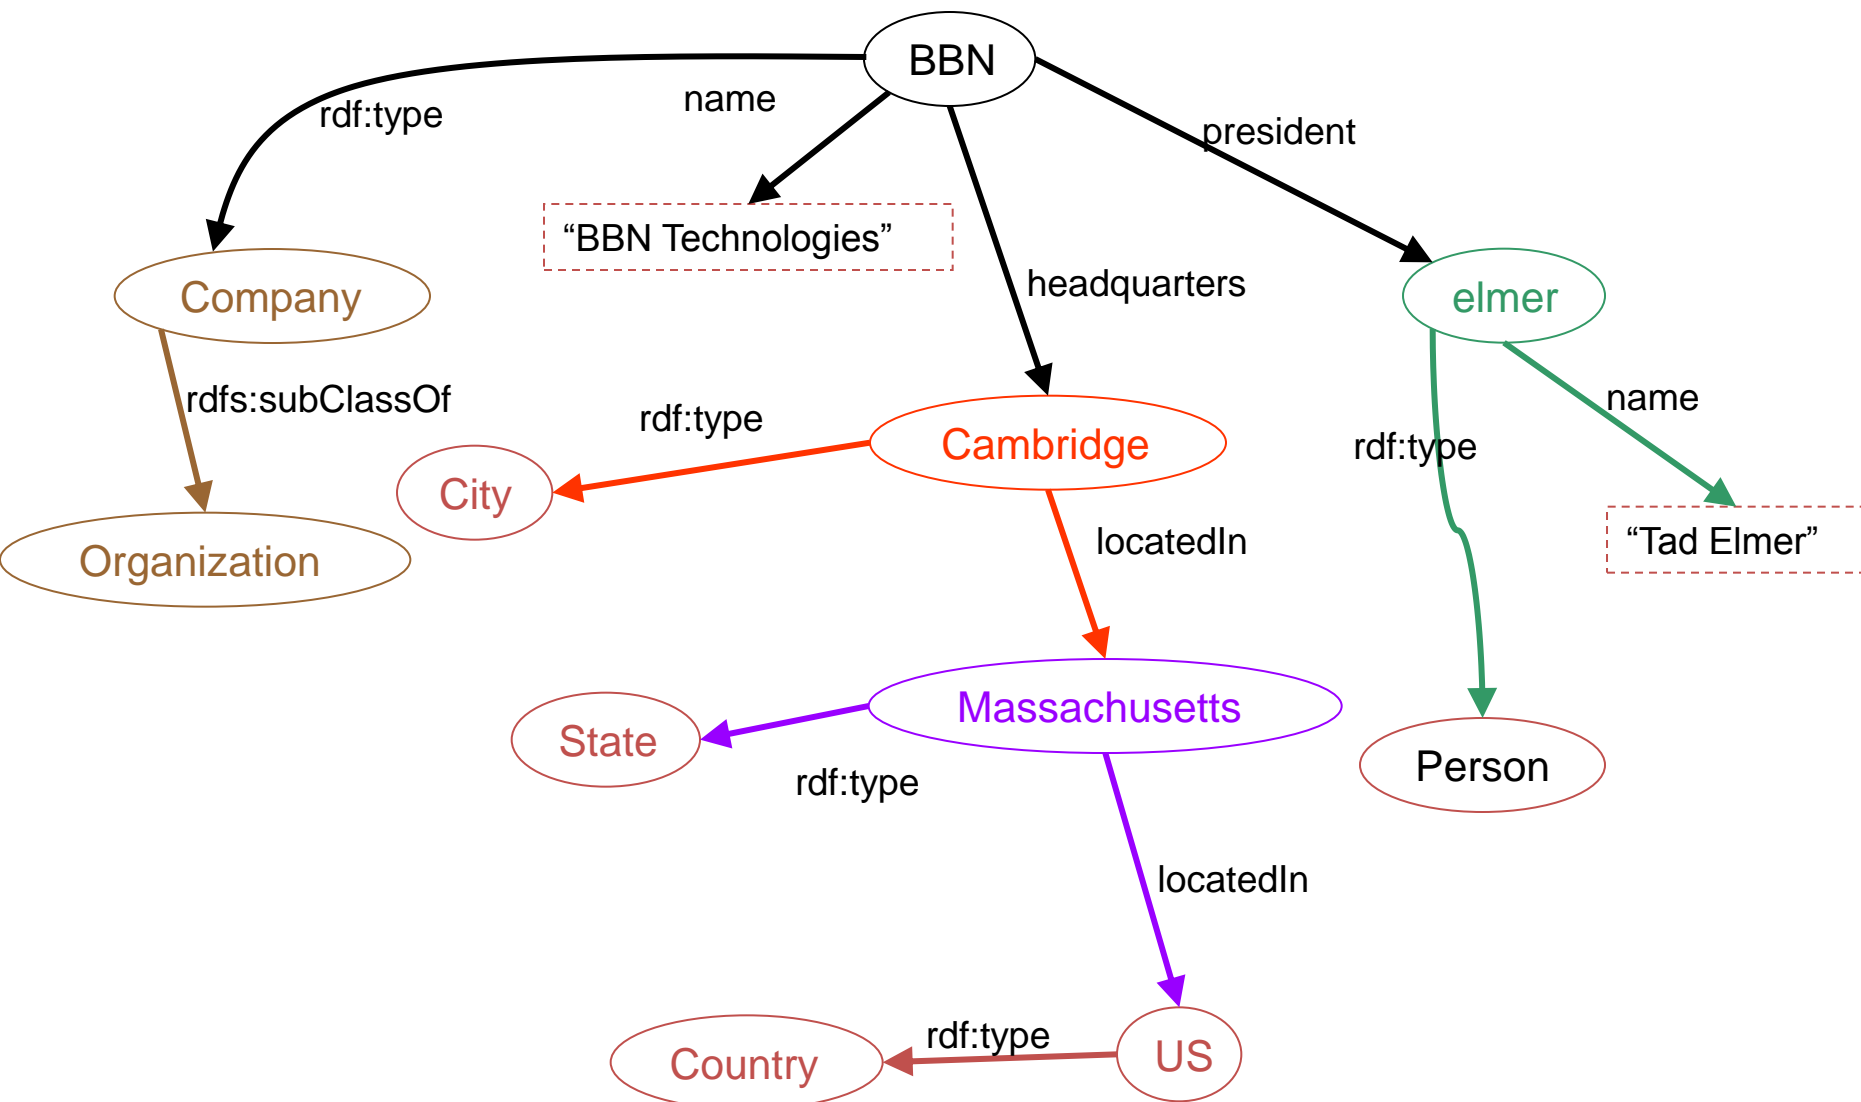 BBN
name
rdf:type
president
“BBN Technologies”
headquarters
Company
elmer
rdfs:subClassOf
name
rdf:type
Cambridge
rdf:type
City
locatedIn
“Tad Elmer”
Organization
Massachusetts
State
Person
rdf:type
locatedIn
rdf:type
US
Country